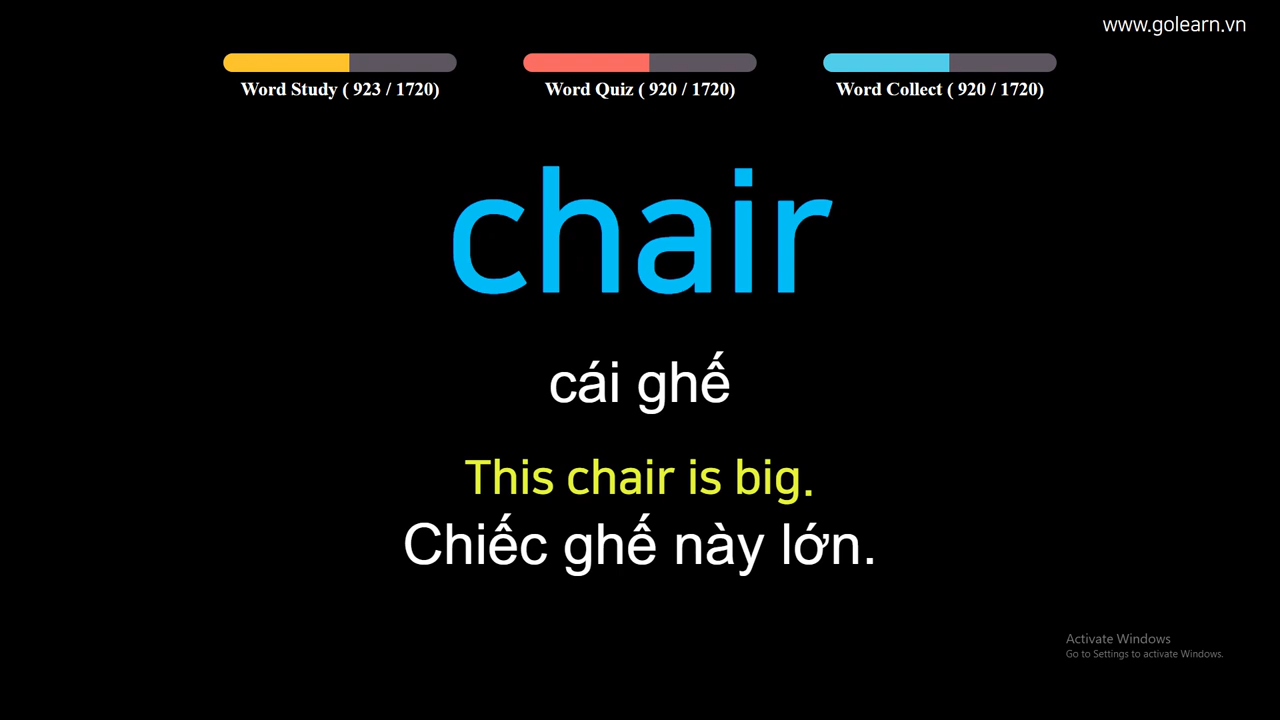 www.golearn.vn
Word Study ( 923 / 1720)
Word Quiz ( 920 / 1720)
Word Collect ( 920 / 1720)
chair
cái ghế
This chair is big.
Chiếc ghế này lớn.
Activate Windows
Go to Settings to activate Windows.